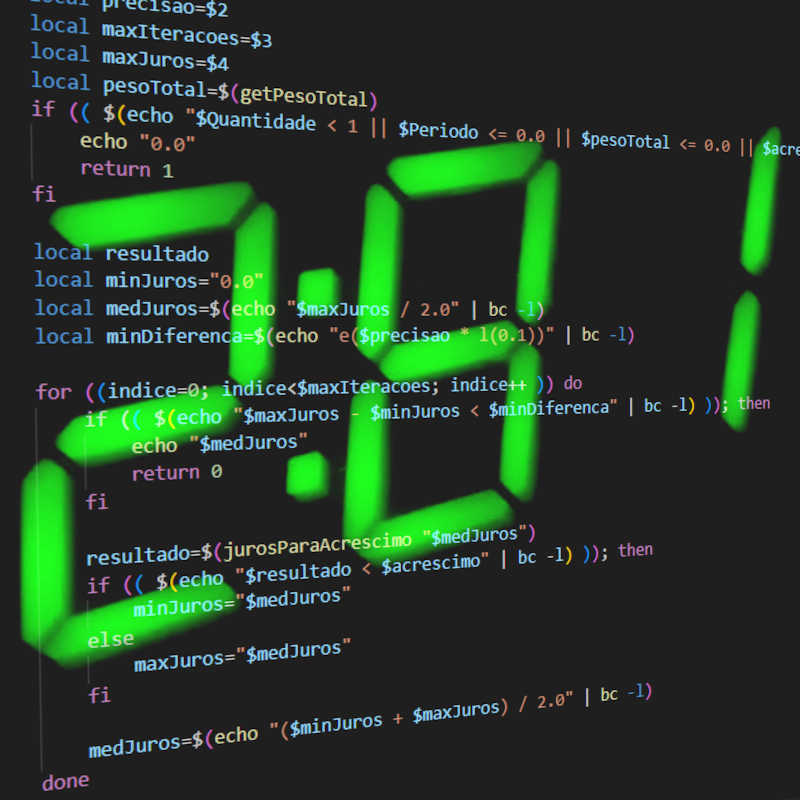 local precisao=$2
local maxIteracoes=$3
local maxJuros=$4
local pesoTotal=$(getPesoTotal)
if (( $(echo "$Quantidade < 1 || $Periodo <= 0.0 || $pesoTotal <= 0.0 || $acre
echo "0.0"
return 1
fi
local resultado
local minJuros="0.0"
local medJuros=$(echo "$maxJuros / 2.0" | bc -l)
local minDiferenca=$(echo "e($precisao * l(0.1))" | bc -l)
for ((indice=0; indice<$maxIteracoes; indice++ )) do
if (( $(echo "$maxJuros - $minJuros < $minDiferenca" | bc -l) )); then
echo "$medJuros"
return 0
fi
resultado=$(jurosParaAcrescimo "$medJuros")
if (( $(echo "$resultado < $acrescimo" | bc -l) )); then
minJuros="$medJuros"
else
maxJuros="$medJuros"
fi
medJuros=$(echo "($minJuros + $maxJuros) / 2.0" | bc -l)
done
2:81